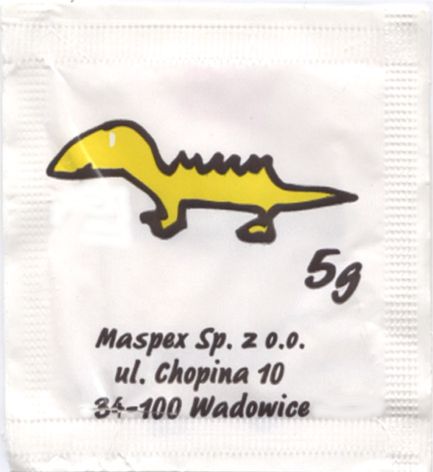 5g
Maspex Sp. z o.o.
ul. Chopina 10
34-100 Wadowice